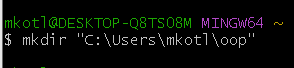 mkotl@DESKTOP-Q8TS08M MINGW64 ~
$ mkdir "C:\Users\mkotl\oop"